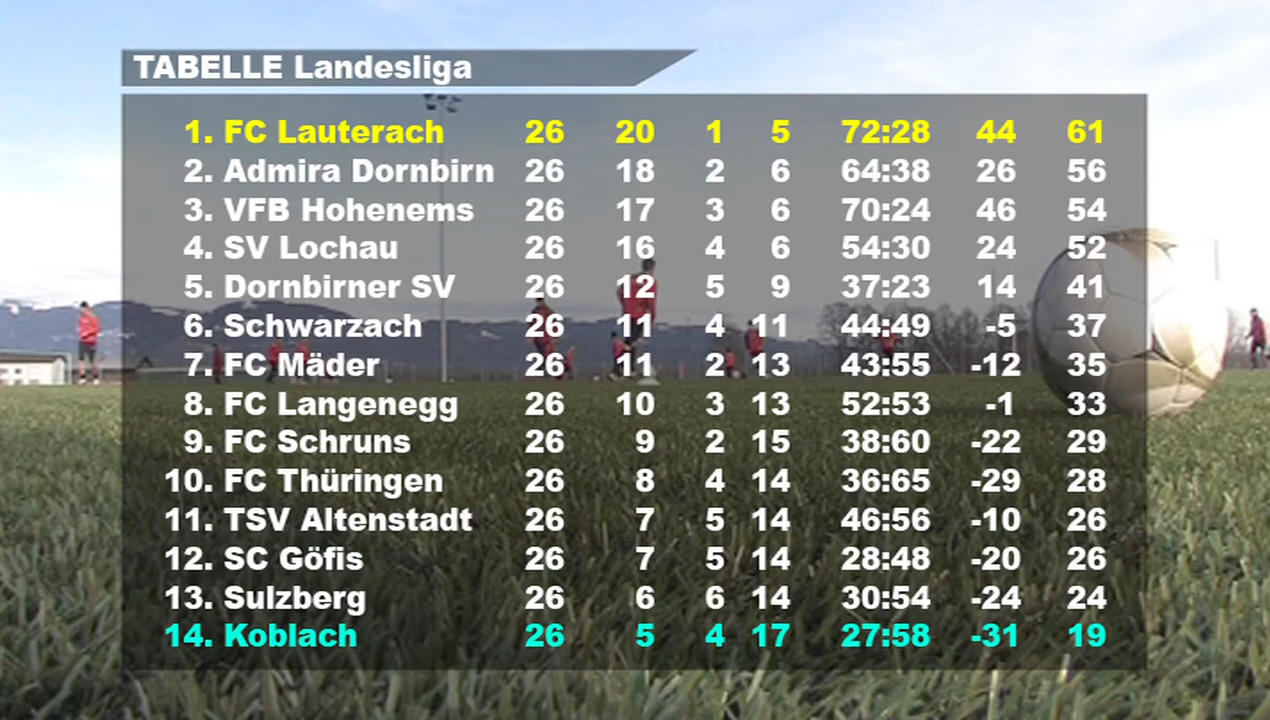 TABELLE Landesliga
1. FC Lauterach 26 20 1 5 72:28 44 61
2. Admira Dornbirn 26 18 2 6 64:38 26 56
3. VFB Hohenems 26 17 3 6 70:24 46 54
4. SV Lochau 26 16 4 6 54:30 24 52
5. Dornbirner SV 26 12 5 9 37:23 14 41
6. Schwarzach 26 11 4 11 44:49 -5 37
7. FC Mäder 26 11 2 13 43:55 -12 35
8. FC Langenegg 26 10 3 13 52:53 -1 33
9. FC Schruns 26 9 2 15 38:60 -22 29
10. FC Thüringen 26 8 4 14 36:65 -29 28
11. TSV Altenstadt 26 7 5 14 46:56 -10 26
12. SC Göfis 26 7 5 14 28:48 -20 26
13. Sulzberg 26 6 6 14 30:54 -24 24
14. Koblach 26 5 4 17 27:58 -31 19